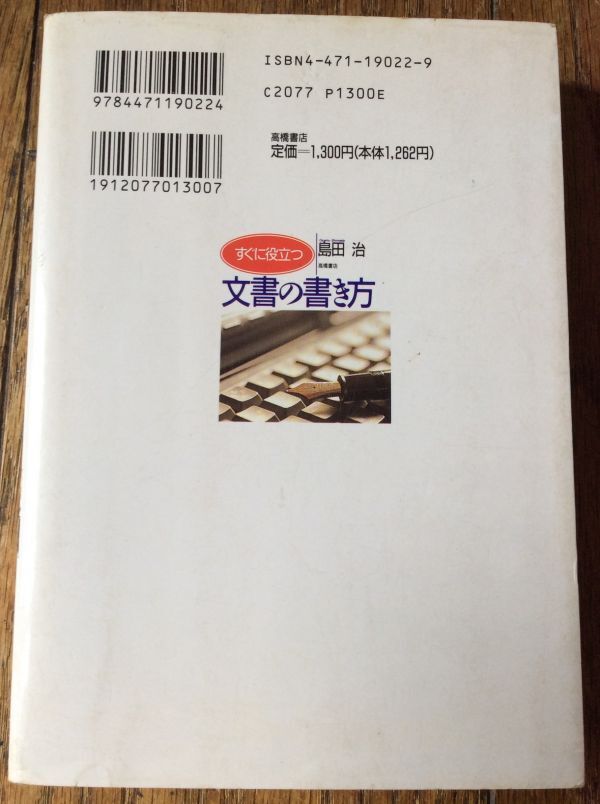 ISBN4-471-19022-9
9784471190224
C2077 P1300E
高橋書店
定価=1,300円(本体1,262円)
1912077013007
すぐに役立つ
島田 治
高橋書店
文書の書き方